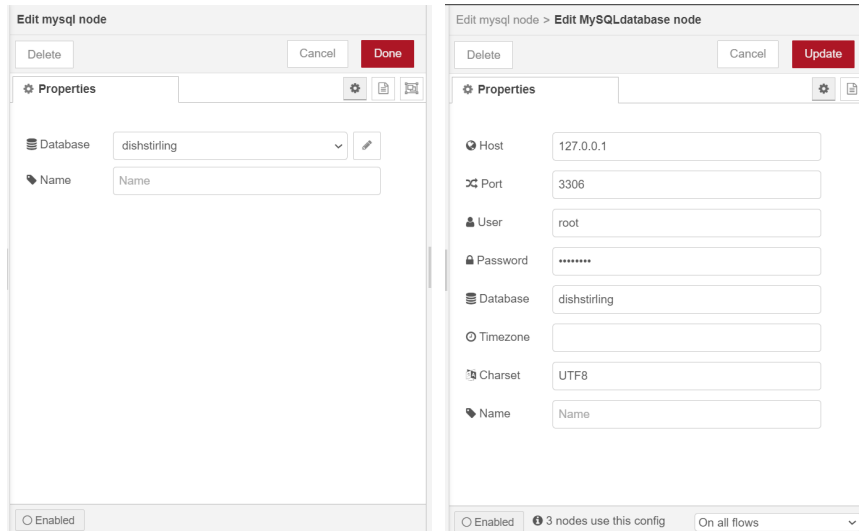 Edit mysql node
Delete
Cancel
Done
Properties
Database
dishstirling
Name
Name
Enabled
Edit mysql node > Edit MySQLdatabase node
Delete
Cancel
Update
Properties
Host
127.0.0.1
Port
3306
User
root
Password
••••••••
Database
dishstirling
Timezone
Charset
UTF8
Name
Name
Enabled
3 nodes use this config
On all flows